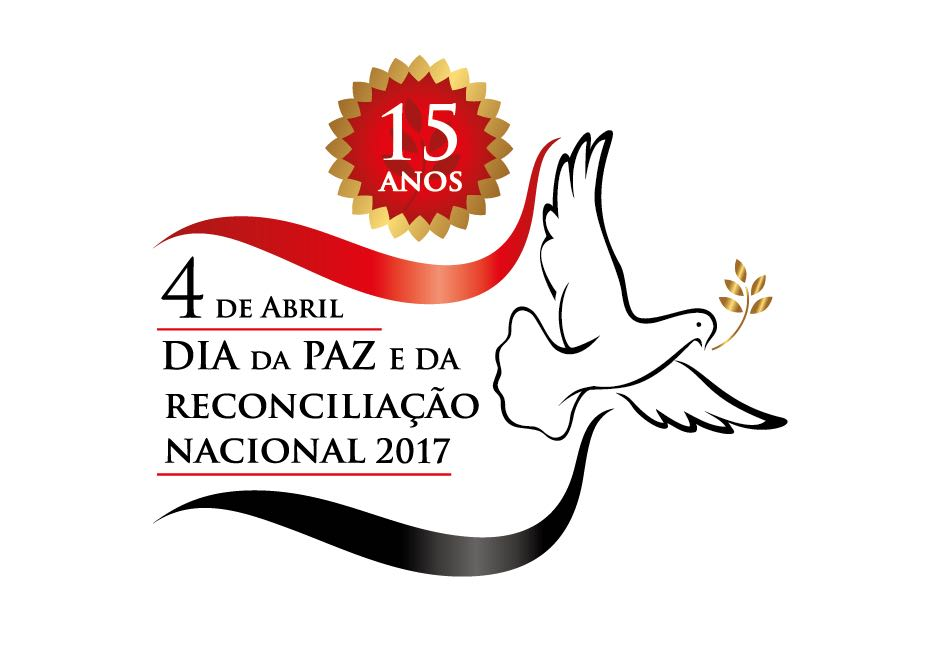 15
ANOS
4 DE ABRIL
DIA DA PAZ E DA
RECONCILIAÇÃO
NACIONAL 2017